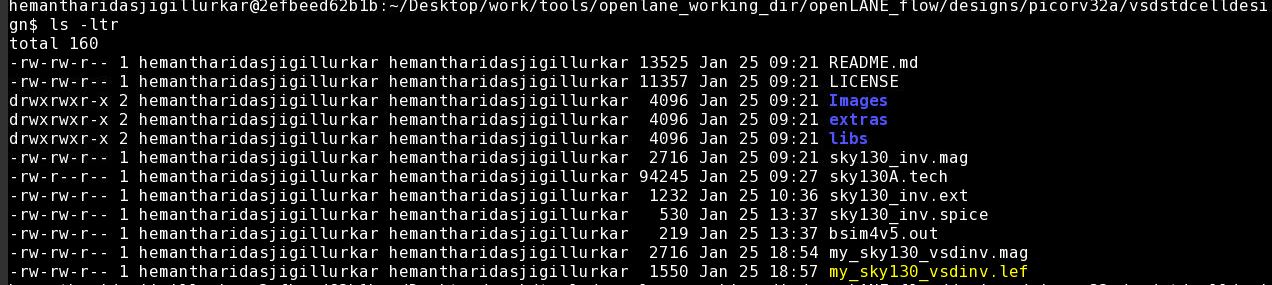 hemantharidasjigillurkar@2efbeed62b1b:~/Desktop/work/tools/openlane_working_dir/openLANE_flow/designs/picorv32a/vsdstdcelldesi
gn$ ls -ltr
total 160
-rw-rw-r-- 1 hemantharidasjigillurkar hemantharidasjigillurkar 13525 Jan 25 09:21 README.md
-rw-rw-r-- 1 hemantharidasjigillurkar hemantharidasjigillurkar 11357 Jan 25 09:21 LICENSE
drwxrwxr-x 2 hemantharidasjigillurkar hemantharidasjigillurkar  4096 Jan 25 09:21 Images
drwxrwxr-x 2 hemantharidasjigillurkar hemantharidasjigillurkar  4096 Jan 25 09:21 extras
drwxrwxr-x 2 hemantharidasjigillurkar hemantharidasjigillurkar  4096 Jan 25 09:21 libs
-rw-rw-r-- 1 hemantharidasjigillurkar hemantharidasjigillurkar  2716 Jan 25 09:21 sky130_inv.mag
-rw-r--r-- 1 hemantharidasjigillurkar hemantharidasjigillurkar 94245 Jan 25 09:27 sky130A.tech
-rw-rw-r-- 1 hemantharidasjigillurkar hemantharidasjigillurkar  1232 Jan 25 10:36 sky130_inv.ext
-rw-rw-r-- 1 hemantharidasjigillurkar hemantharidasjigillurkar   530 Jan 25 13:37 sky130_inv.spice
-rw-rw-r-- 1 hemantharidasjigillurkar hemantharidasjigillurkar   219 Jan 25 13:37 bsim4v5.out
-rw-rw-r-- 1 hemantharidasjigillurkar hemantharidasjigillurkar  2716 Jan 25 18:54 my_sky130_vsdinv.mag
-rw-rw-r-- 1 hemantharidasjigillurkar hemantharidasjigillurkar  1550 Jan 25 18:57 my_sky130_vsdinv.lef